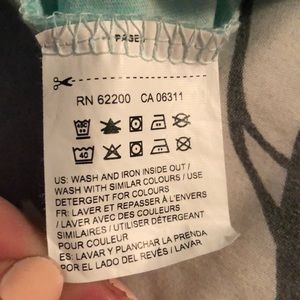 PAGE
RN 62200 CA 06311
40
US: WASH AND IRON INSIDE OUT /
WASH WITH SIMILAR COLOURS / USE
DETERGENT FOR COLOURS
FR: LAVER ET REPASSER À L'ENVERS
/ LAVER AVEC DES COULEURS
SIMILAIRES / UTILISER DÉTERGENT
POUR COULEUR
ES: LAVAR Y PLANCHAR LA PRENDA
POR EL LADO DEL REVÉS / LAVAR